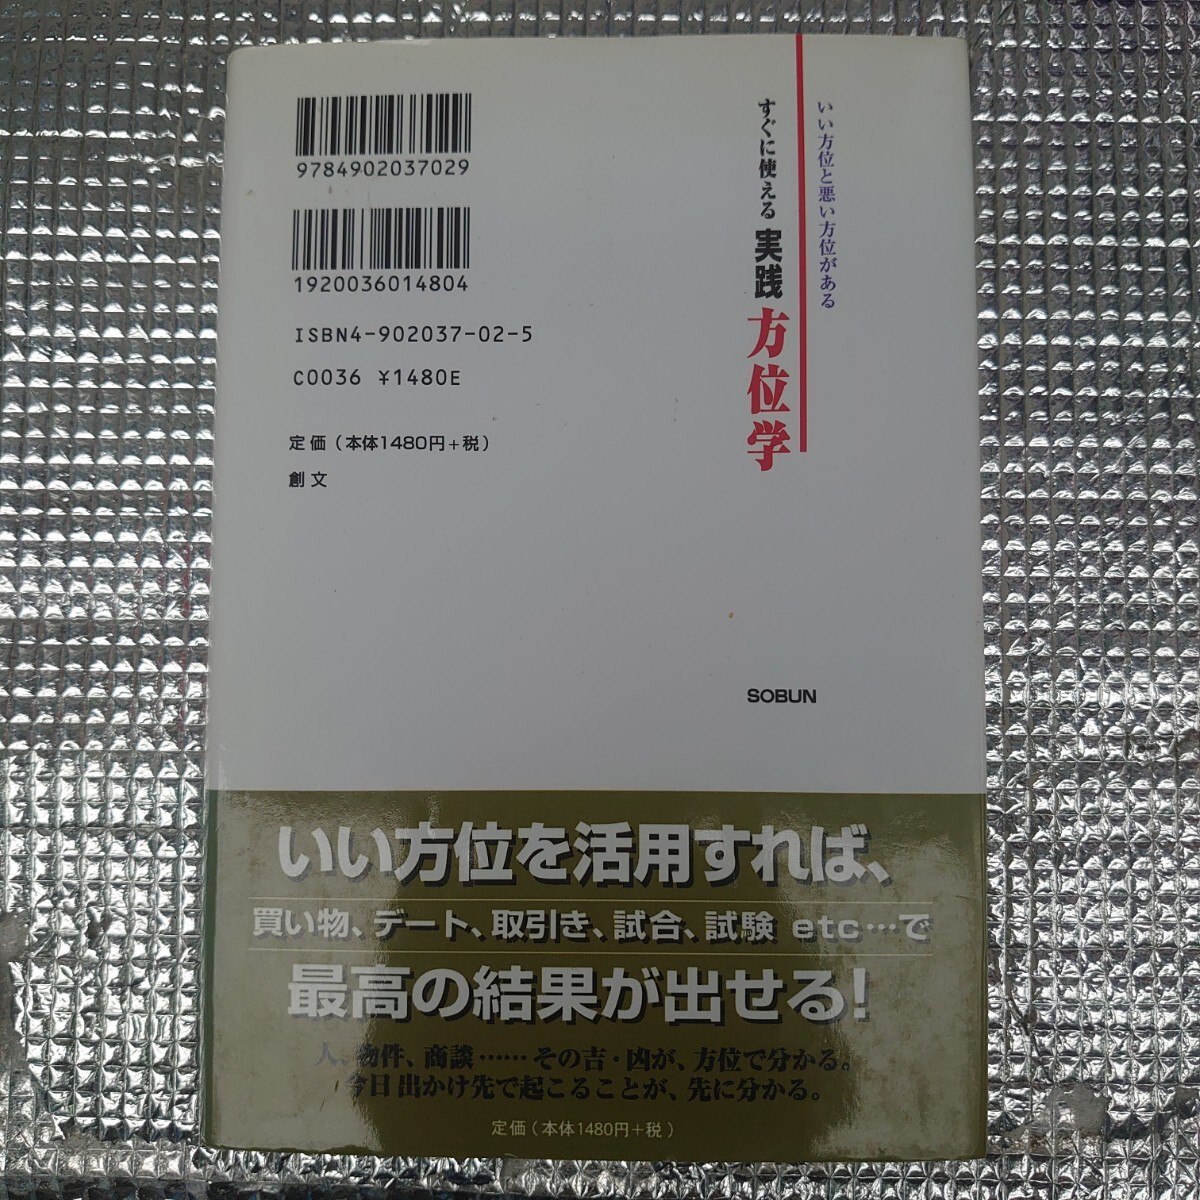 いい方位と悪い方位がある
すぐに使える 実践 方位学
9784902037029
1920036014804
ISBN4-902037-02-5
C0036 ¥1480E
定価（本体1480円+税）
創文
SOBUN
いい方位を活用すれば、
買い物、デート、取引き、試合、試験 etc…で
最高の結果が出せる!
人、物件、商談……その吉・凶が、方位で分かる。
今日出かけ先で起こることが、先に分かる。
定価（本体1480円+税）